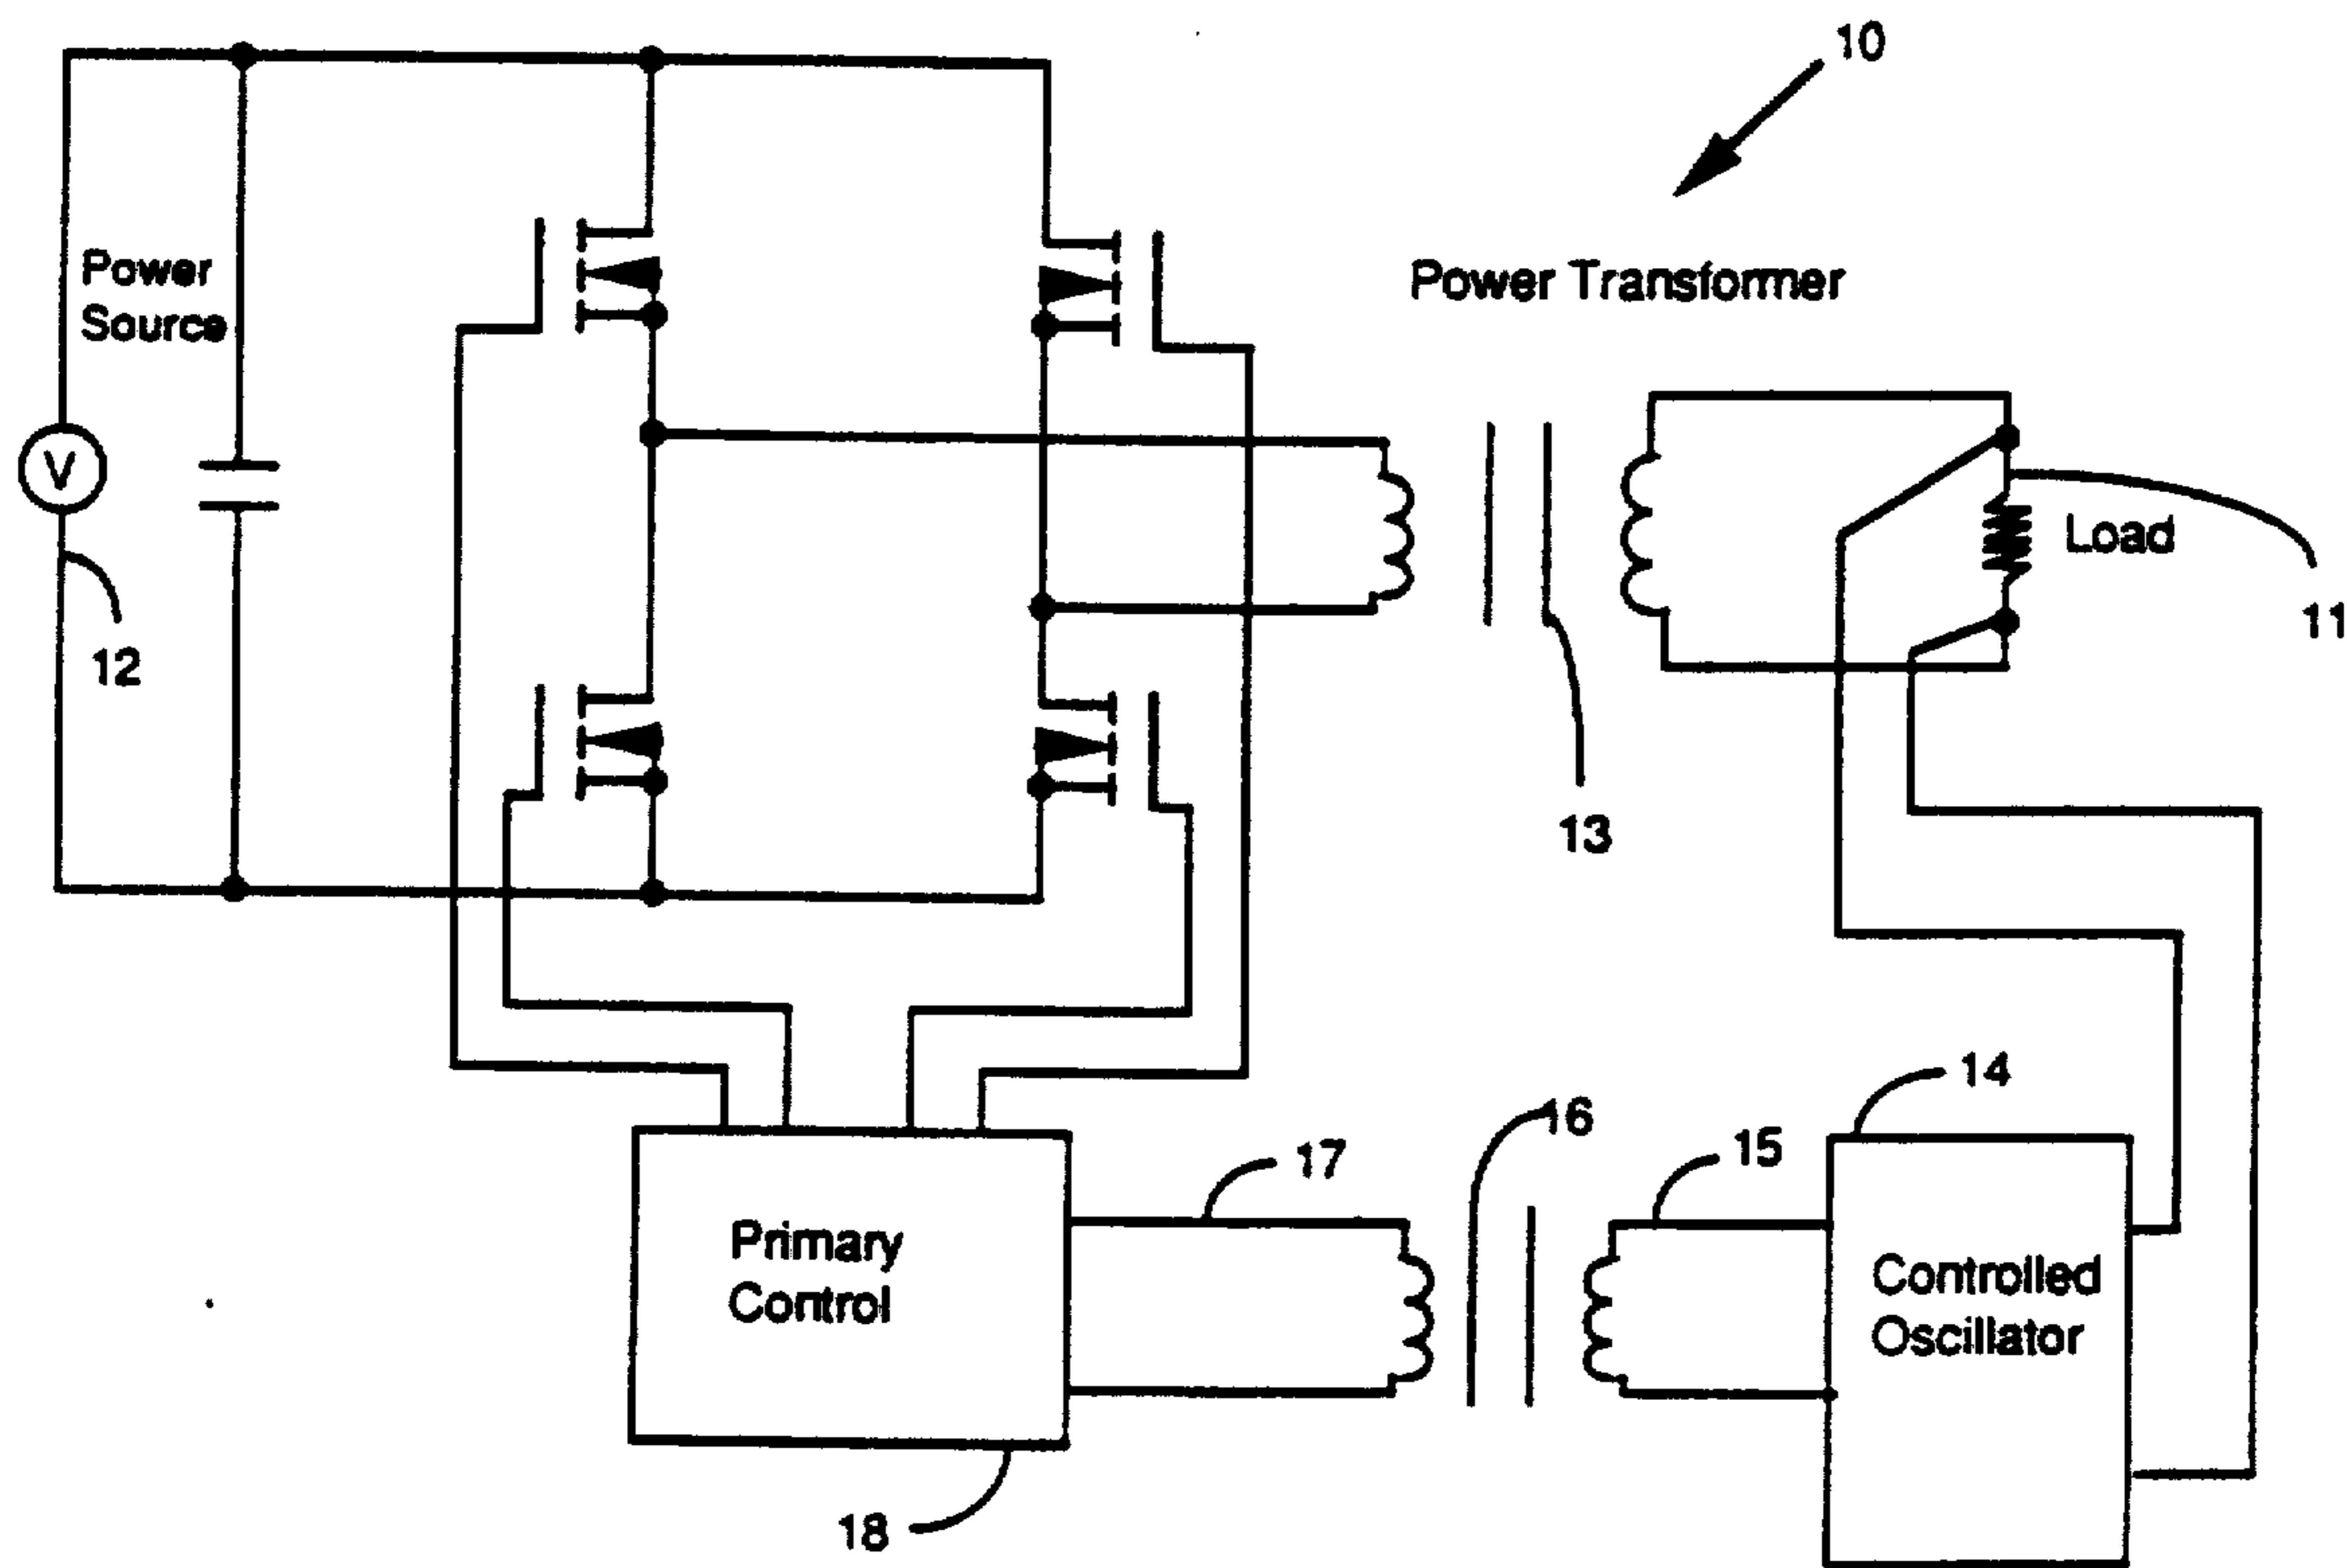 10
Power
Source
Power Transformer
V
Load
11
12
13
14
16
15
17
Primary
Control
Controlled
Oscillator
18